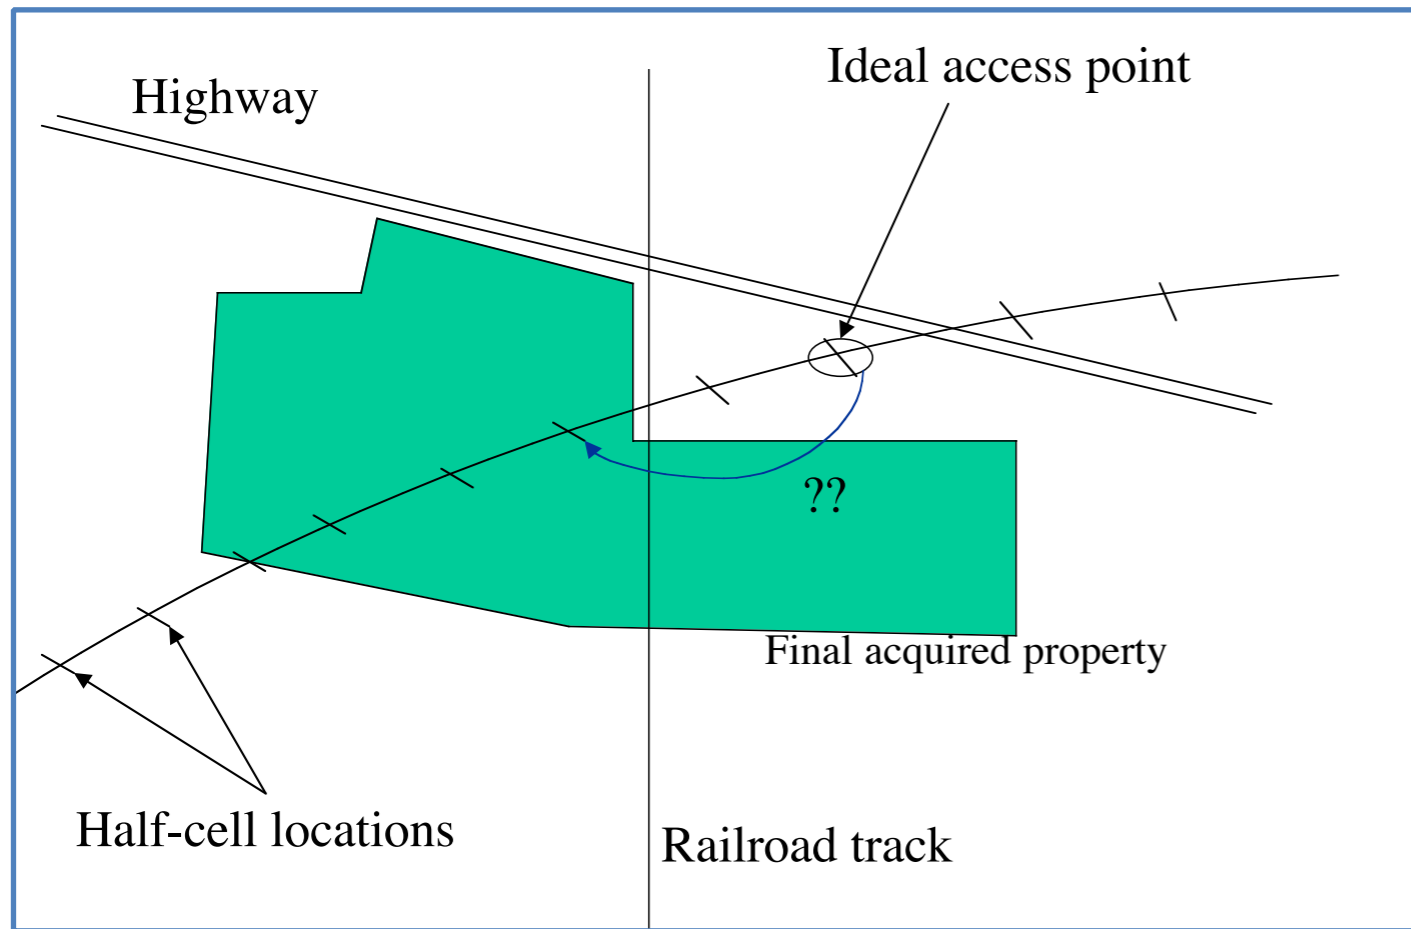 Ideal access point
Highway
??
Final acquired property
Half-cell locations
Railroad track